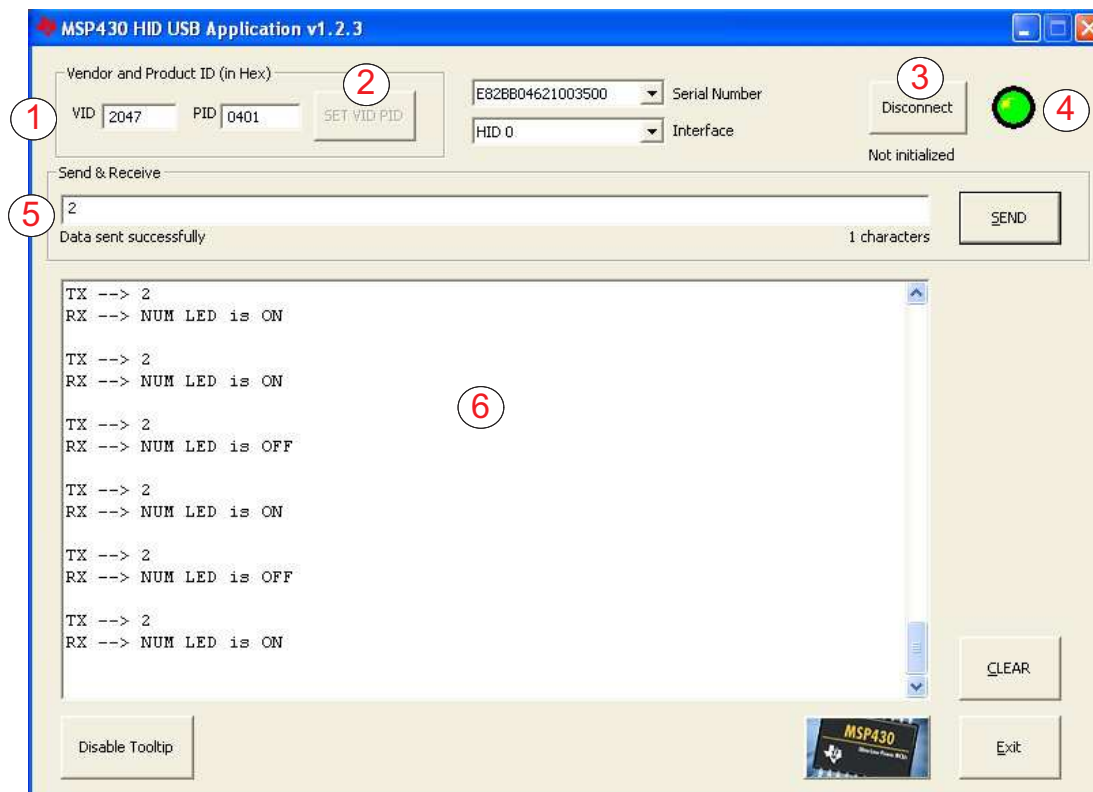 MSP430 HID USB Application v1.2.3
Vendor and Product ID (in Hex)
1
VID 2047 PID 0401
2
SET VID PID
E82BB04621003500 Serial Number
HID 0 Interface
3
Disconnect
4
Not initialized
Send & Receive
5
2
SEND
Data sent successfully 1 characters
TX --> 2
RX --> NUM LED is ON
TX --> 2
RX --> NUM LED is ON
6
TX --> 2
RX --> NUM LED is OFF
TX --> 2
RX --> NUM LED is ON
TX --> 2
RX --> NUM LED is OFF
TX --> 2
RX --> NUM LED is ON
CLEAR
Disable Tooltip
MSP430
Ultra-Low Power MCUs
Exit